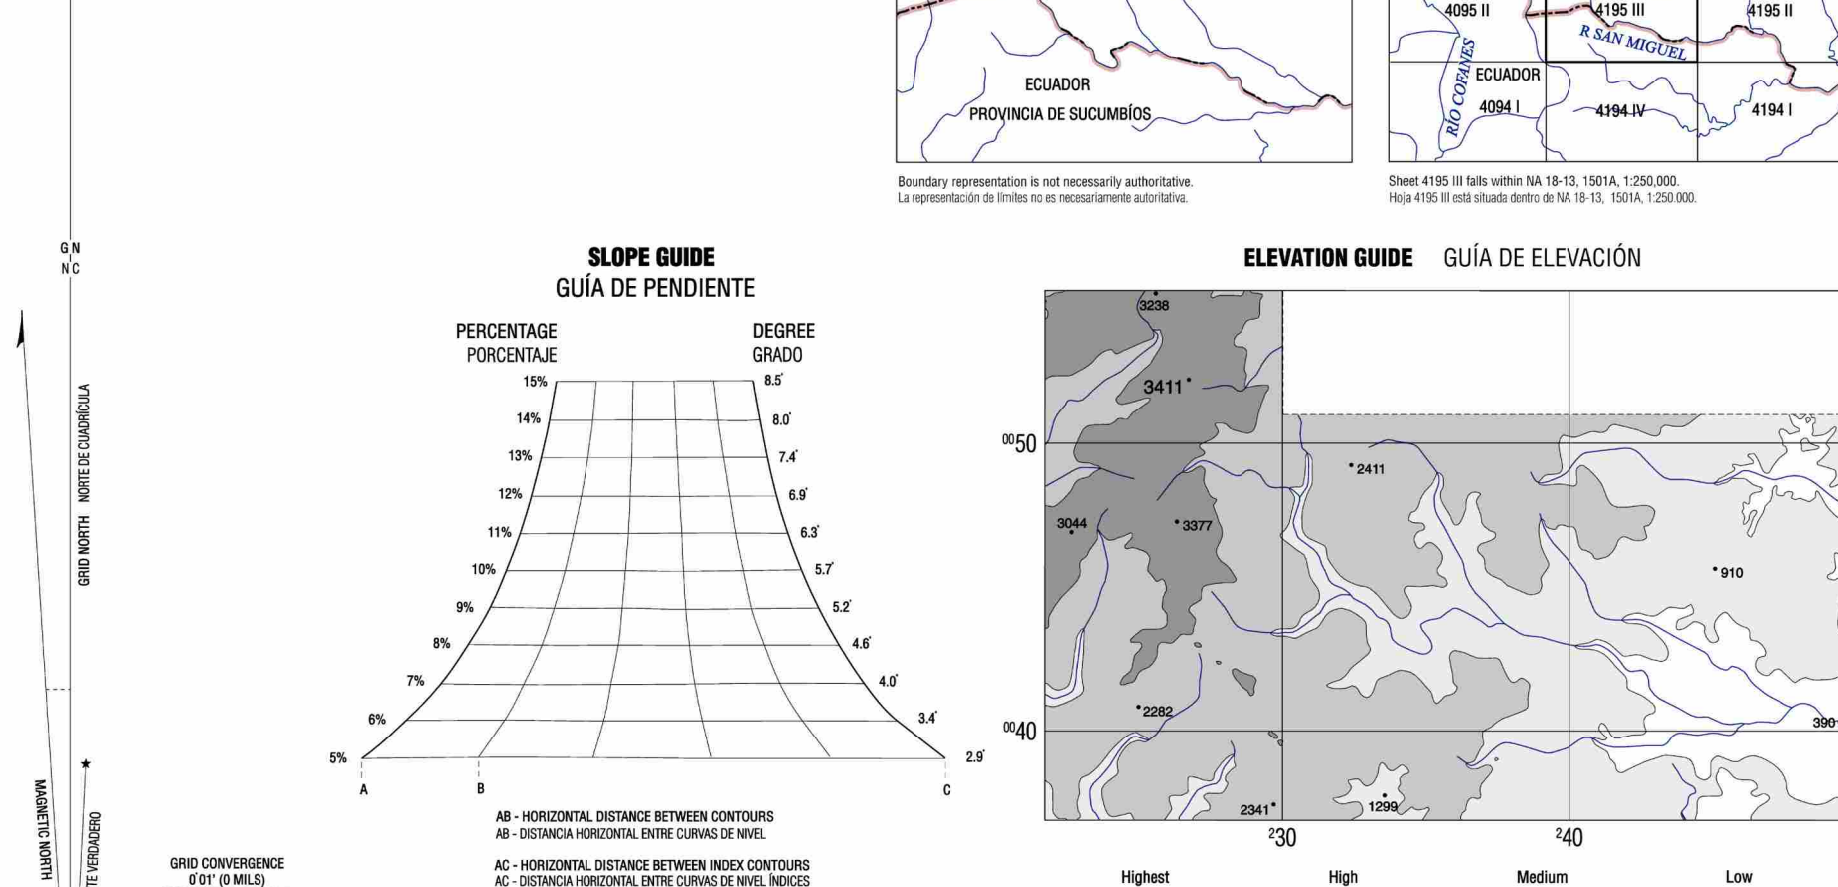 4095 II
4195 III
4195 II
R SAN MIGUEL
RÍO COFANES
ECUADOR
PROVINCIA DE SUCUMBÍOS
ECUADOR
4094 I
4194 IV
4194 I
Boundary representation is not necessarily authoritative.
La representación de límites no es necesariamente autoritativa.
Sheet 4195 III falls within NA 18-13, 1501A, 1:250,000.
Hoja 4195 III está situada dentro de NA 18-13, 1501A, 1:250.000.
GN
NC
GRID NORTH NORTE DE CUADRÍCULA
MAGNETIC NORTH
TE VERDADERO
GRID CONVERGENCE
0°01' (0 MILS)
SLOPE GUIDE
GUÍA DE PENDIENTE
PERCENTAGE DEGREE
PORCENTAJE GRADO
15% 8.5°
14% 8.0°
13% 7.4°
12% 6.9°
11% 6.3°
10% 5.7°
9% 5.2°
8% 4.6°
7% 4.0°
6% 3.4°
5% 2.9°
A B C
AB - HORIZONTAL DISTANCE BETWEEN CONTOURS
AB - DISTANCIA HORIZONTAL ENTRE CURVAS DE NIVEL
AC - HORIZONTAL DISTANCE BETWEEN INDEX CONTOURS
AC - DISTANCIA HORIZONTAL ENTRE CURVAS DE NIVEL ÍNDICES
ELEVATION GUIDE GUÍA DE ELEVACIÓN
3238
3411
0050
2411
3044
3377
910
2282
390
0040
2341
1299
230 240
Highest High Medium Low